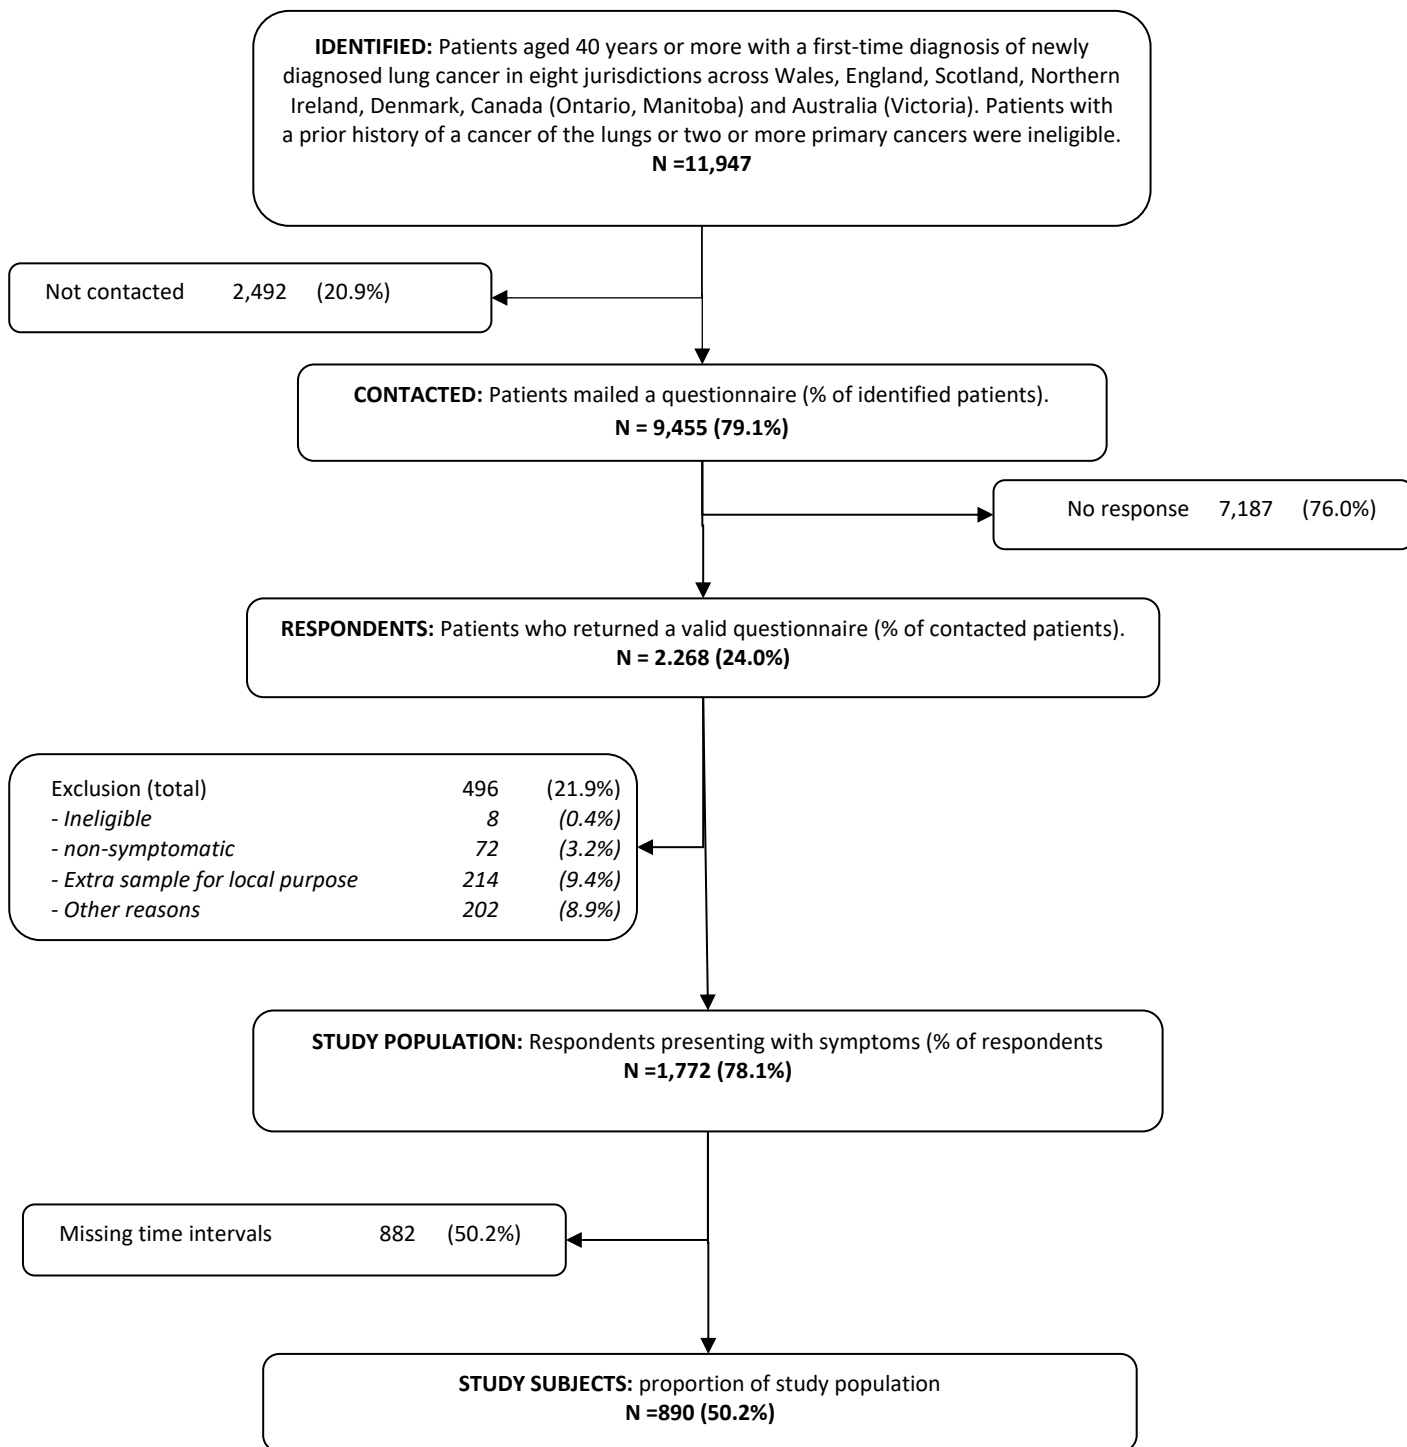 IDENTIFIED: Patients aged 40 years or more with a first-time diagnosis of newly
diagnosed lung cancer in eight jurisdictions across Wales, England, Scotland, Northern
Ireland, Denmark, Canada (Ontario, Manitoba) and Australia (Victoria). Patients with
a prior history of a cancer of the lungs or two or more primary cancers were ineligible.
N =11,947
Not contacted 2,492 (20.9%)
CONTACTED: Patients mailed a questionnaire (% of identified patients).
N = 9,455 (79.1%)
No response 7,187 (76.0%)
RESPONDENTS: Patients who returned a valid questionnaire (% of contacted patients).
N = 2.268 (24.0%)
Exclusion (total) 496 (21.9%)
- Ineligible 8 (0.4%)
- non-symptomatic 72 (3.2%)
- Extra sample for local purpose 214 (9.4%)
- Other reasons 202 (8.9%)
STUDY POPULATION: Respondents presenting with symptoms (% of respondents
N =1,772 (78.1%)
Missing time intervals 882 (50.2%)
STUDY SUBJECTS: proportion of study population
N =890 (50.2%)